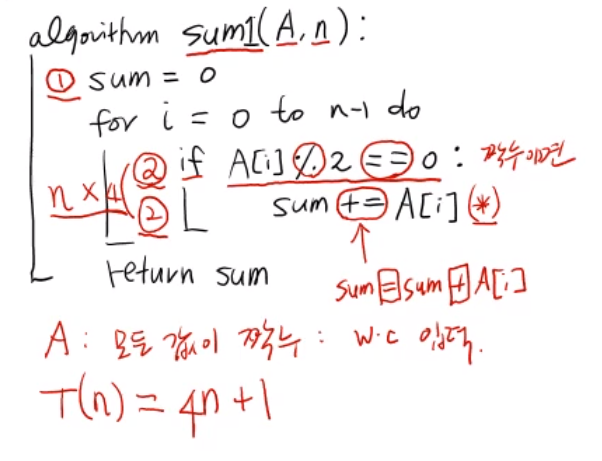 algorithm sum1(A, n):
① sum = 0
for i = 0 to n-1 do
n × 4( ② if A[i] % 2 == 0 : 짝수이면
② sum += A[i] (*)
↑
return sum
sum = sum + A[i]
A : 모든 값이 짝수 : w.c 입력.
T(n) = 4n + 1